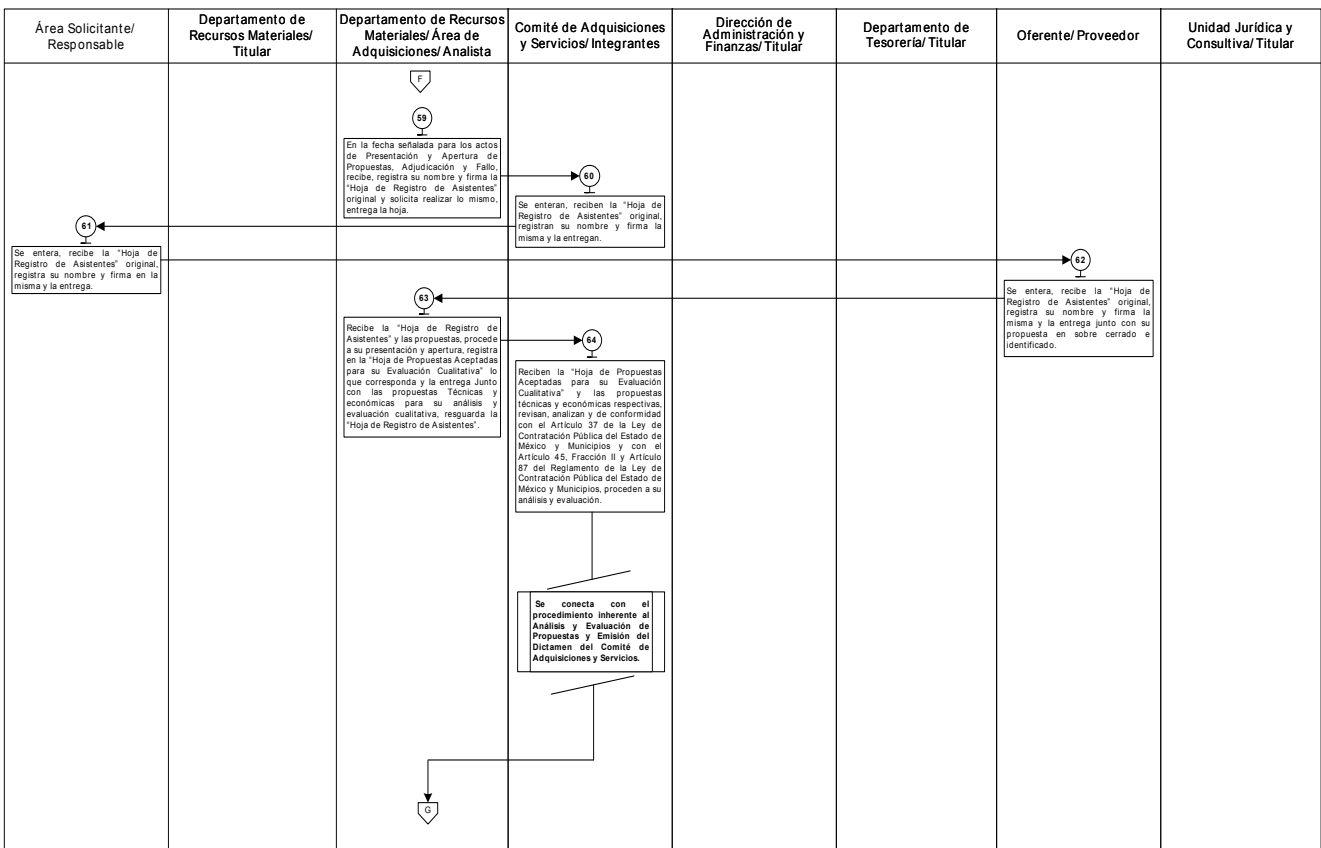 Área Solicitante/
Responsable
Departamento de
Recursos Materiales/
Titular
Departamento de Recursos
Materiales/ Área de
Adquisiciones/ Analista
Comité de Adquisiciones
y Servicios/ Integrantes
Dirección de
Administración y
Finanzas/ Titular
Departamento de
Tesorería/ Titular
Oferente/ Proveedor
Unidad Jurídica y
Consultiva/ Titular
F
59
En la fecha señalada para los actos
de Presentación y Apertura de
Propuestas, Adjudicación y Fallo,
recibe, registra su nombre y firma la
"Hoja de Registro de Asistentes"
original y solicita realizar lo mismo,
entrega la hoja.
60
Se enteran, reciben la "Hoja de
Registro de Asistentes" original,
registran su nombre y firma la
misma y la entregan.
61
Se entera, recibe la "Hoja de
Registro de Asistentes" original,
registra su nombre y firma en la
misma y la entrega.
62
Se entera, recibe la "Hoja de
Registro de Asistentes" original,
registra su nombre y firma la
misma y la entrega junto con su
propuesta en sobre cerrado e
identificado.
63
Recibe la "Hoja de Registro de
Asistentes" y las propuestas, procede
a su presentación y apertura, registra
en la "Hoja de Propuestas Aceptadas
para su Evaluación Cualitativa" lo
que corresponda y la entrega Junto
con las propuestas Técnicas y
económicas para su análisis y
evaluación cualitativa, resguarda la
"Hoja de Registro de Asistentes".
64
Reciben la "Hoja de Propuestas
Aceptadas para su Evaluación
Cualitativa" y las propuestas
técnicas y económicas respectivas,
revisan, analizan y de conformidad
con el Artículo 37 de la Ley de
Contratación Pública del Estado de
México y Municipios y con el
Artículo 45, Fracción II y Artículo
87 del Reglamento de la Ley de
Contratación Pública del Estado de
México y Municipios, proceden a su
análisis y evaluación.
Se conecta con el
procedimiento inherente al
Análisis y Evaluación de
Propuestas y Emisión del
Dictamen del Comité de
Adquisiciones y Servicios.
G